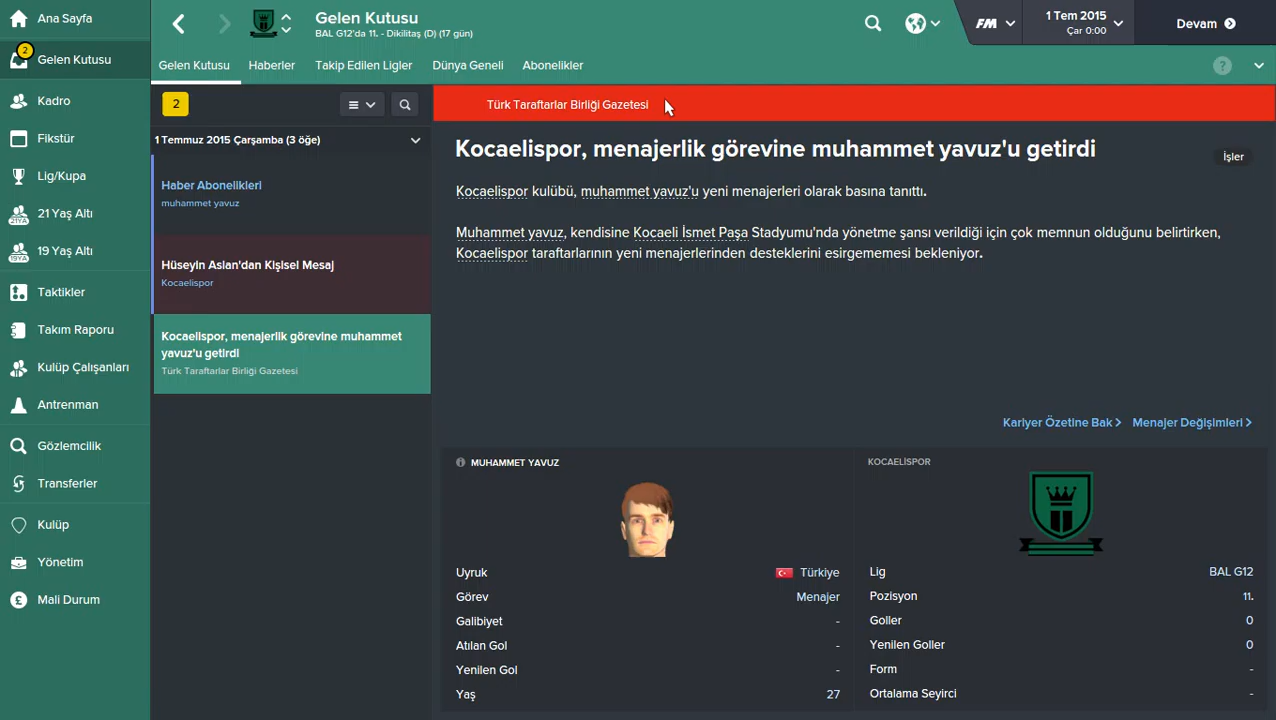 Ana Sayfa
2
Gelen Kutusu
Kadro
Fikstür
Lig/Kupa
21YA
21 Yaş Altı
19YA
19 Yaş Altı
Taktikler
Takım Raporu
Kulüp Çalışanları
Antrenman
Gözlemcilik
Transferler
Kulüp
Yönetim
£
Mali Durum
Gelen Kutusu
BAL G12'da 11. - Dikilitaş (D) (17 gün)
FM
1 Tem 2015
Çar 0:00
Devam
Gelen Kutusu
Haberler
Takip Edilen Ligler
Dünya Geneli
Abonelikler
?
2
1 Temmuz 2015 Çarşamba (3 öğe)
Haber Abonelikleri
muhammet yavuz
Hüseyin Aslan'dan Kişisel Mesaj
Kocaelispor
Kocaelispor, menajerlik görevine muhammet
yavuz'u getirdi
Türk Taraftarlar Birliği Gazetesi
Türk Taraftarlar Birliği Gazetesi
Kocaelispor, menajerlik görevine muhammet yavuz'u getirdi
İşler
Kocaelispor kulübü, muhammet yavuz'u yeni menajerleri olarak basına tanıttı.
Muhammet yavuz, kendisine Kocaeli İsmet Paşa Stadyumu'nda yönetme şansı verildiği için çok memnun olduğunu belirtirken,
Kocaelispor taraftarlarının yeni menajerlerinden desteklerini esirgememesi bekleniyor.
Kariyer Özetine Bak
Menajer Değişimleri
MUHAMMET YAVUZ
Uyruk Türkiye
Görev Menajer
Galibiyet -
Atılan Gol -
Yenilen Gol -
Yaş 27
KOCAELİSPOR
Lig BAL G12
Pozisyon 11.
Goller 0
Yenilen Goller 0
Form -
Ortalama Seyirci -